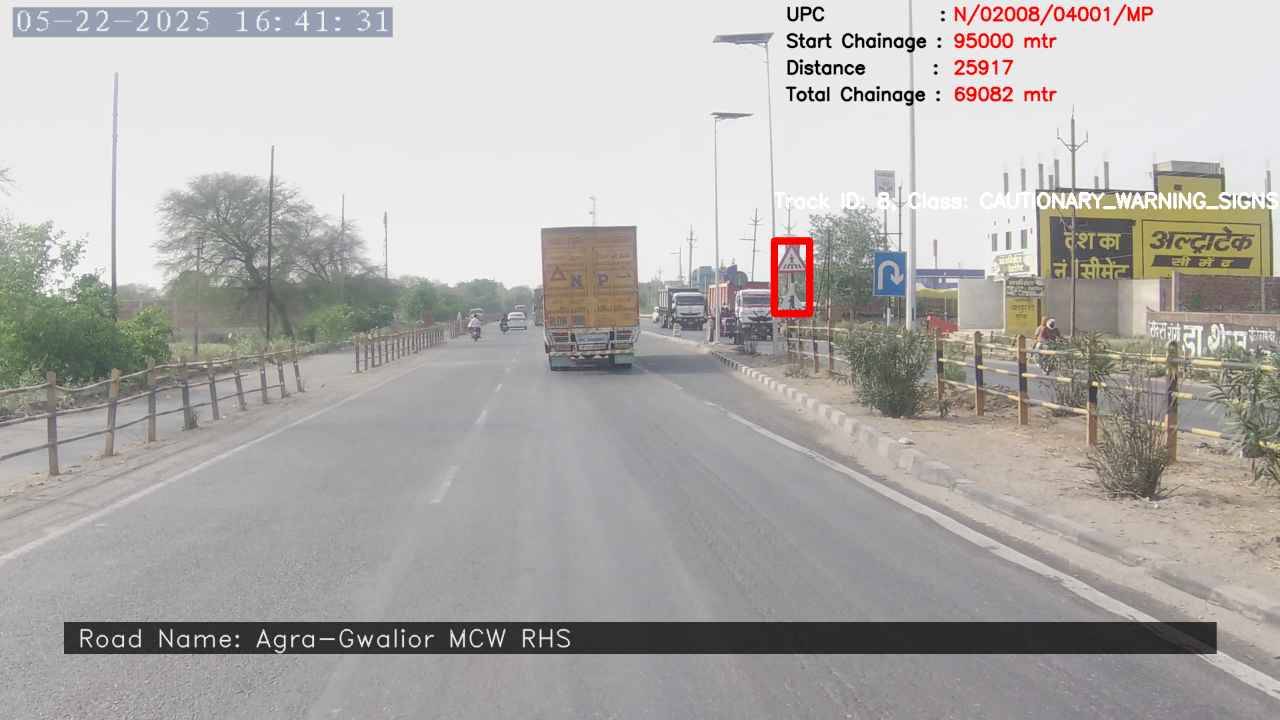 05-22-2025 16:41:31
UPC : N/02008/04001/MP
Start Chainage : 95000 mtr
Distance : 25917
Total Chainage : 69082 mtr
Track ID: 8, Class: CAUTIONARY_WARNING_SIGNS
देश का
नं.1 सीमेंट
अल्ट्राटेक
सीमेंट
N P
Road Name: Agra-Gwalior MCW RHS